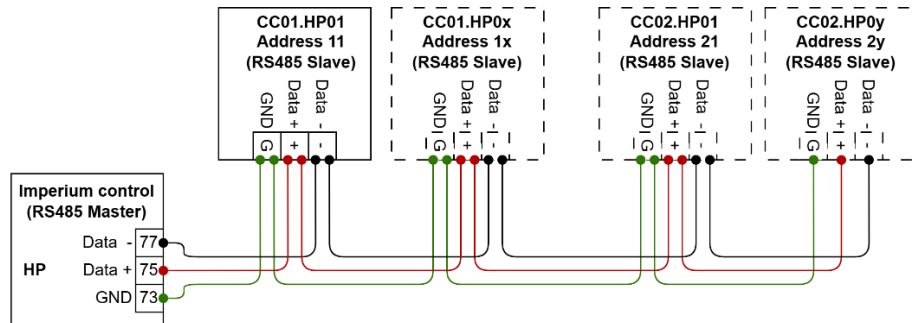 CC01.HP01
Address 11
(RS485 Slave)
GND
Data +
Data -
G
+
-
CC01.HP0x
Address 1x
(RS485 Slave)
GND
Data +
Data -
G
+
-
CC02.HP01
Address 21
(RS485 Slave)
GND
Data +
Data -
G
+
-
CC02.HP0y
Address 2y
(RS485 Slave)
GND
Data +
Data -
G
+
-
Imperium control
(RS485 Master)
Data - 77
HP Data + 75
GND 73